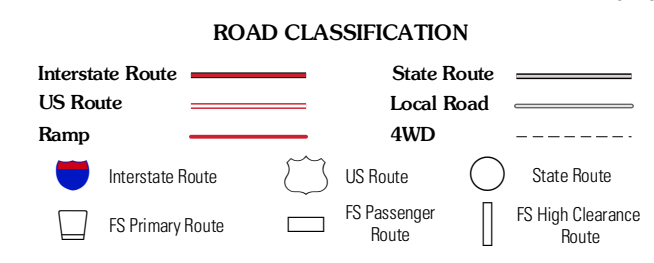 ROAD CLASSIFICATION
Interstate Route
State Route
US Route
Local Road
Ramp
4WD
Interstate Route
US Route
State Route
FS Primary Route
FS Passenger
Route
FS High Clearance
Route